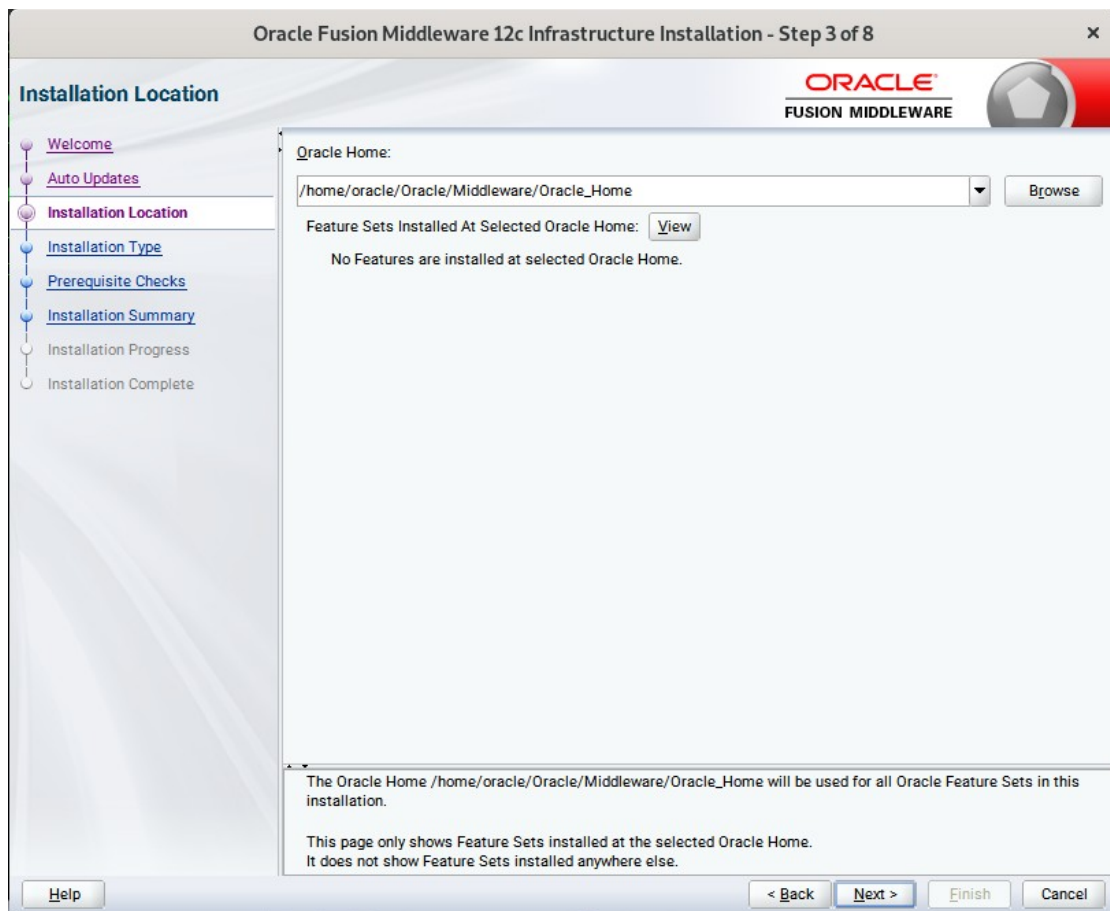 Oracle Fusion Middleware 12c Infrastructure Installation - Step 3 of 8
Installation Location
ORACLE
FUSION MIDDLEWARE
Welcome
Auto Updates
Installation Location
Installation Type
Prerequisite Checks
Installation Summary
Installation Progress
Installation Complete
Oracle Home:
/home/oracle/Oracle/Middleware/Oracle_Home
Browse
Feature Sets Installed At Selected Oracle Home: View
No Features are installed at selected Oracle Home.
The Oracle Home /home/oracle/Oracle/Middleware/Oracle_Home will be used for all Oracle Feature Sets in this
installation.
This page only shows Feature Sets installed at the selected Oracle Home.
It does not show Feature Sets installed anywhere else.
Help
< Back
Next >
Finish
Cancel